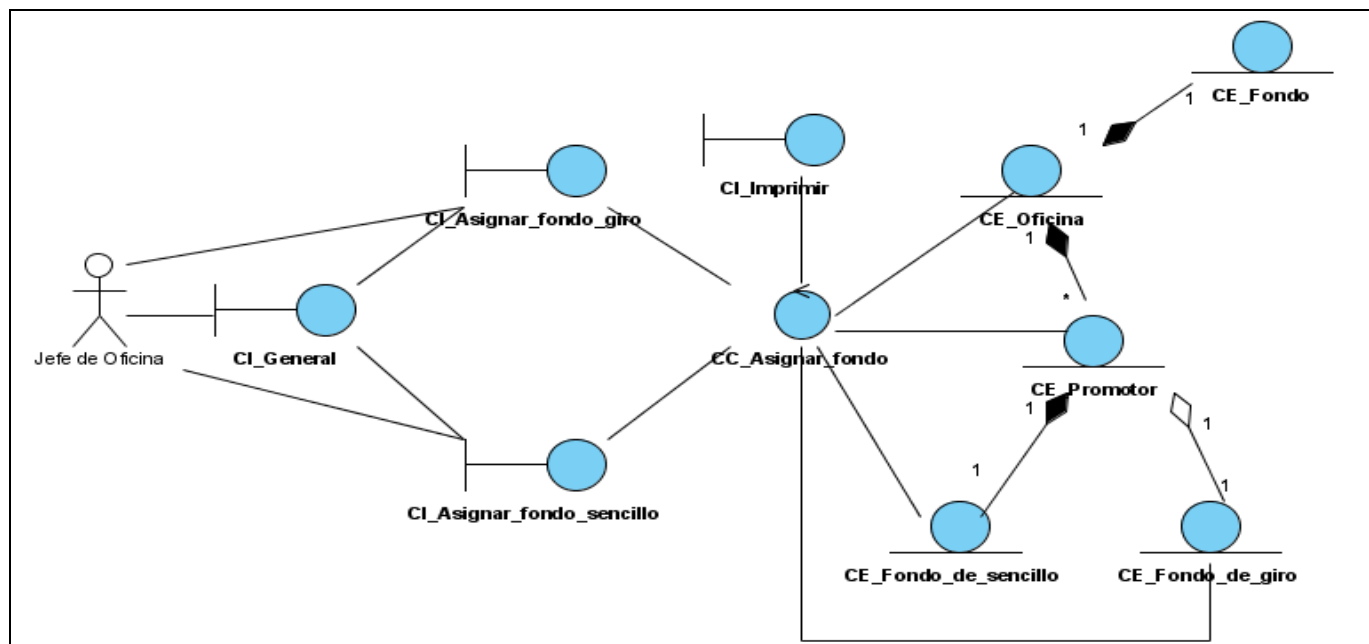 CE_Fondo
1
1
CI_Imprimir
CI_Asignar_fondo_giro
CE_Oficina
1
*
Jefe de Oficina
CI_General
CC_Asignar_fondo
CE_Promotor
1
1
1
1
CI_Asignar_fondo_sencillo
CE_Fondo_de_sencillo
CE_Fondo_de_giro